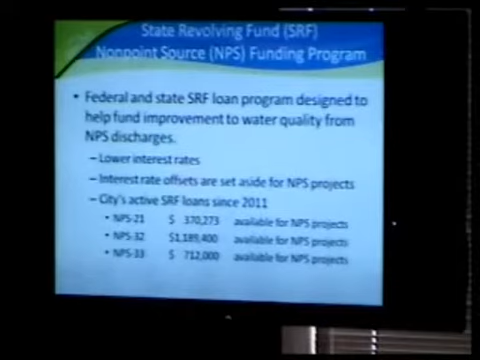 State Revolving Fund (SRF)
Nonpoint Source (NPS) Funding Program
• Federal and state SRF loan program designed to
help fund improvement to water quality from
NPS discharges.
– Lower interest rates
– Interest rate offsets are set aside for NPS projects
– City's active SRF loans since 2011
• NPS-21 $ 370,273 available for NPS projects
• NPS-32 $1,189,400 available for NPS projects
• NPS-33 $ 712,000 available for NPS projects